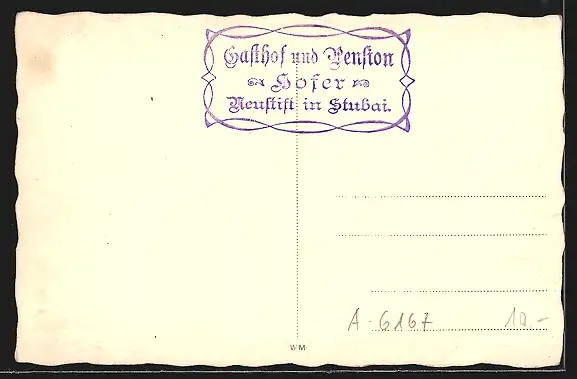 Gasthof und Pension
Hofer
Neustift in Stubai.
A-6167 10-
WM